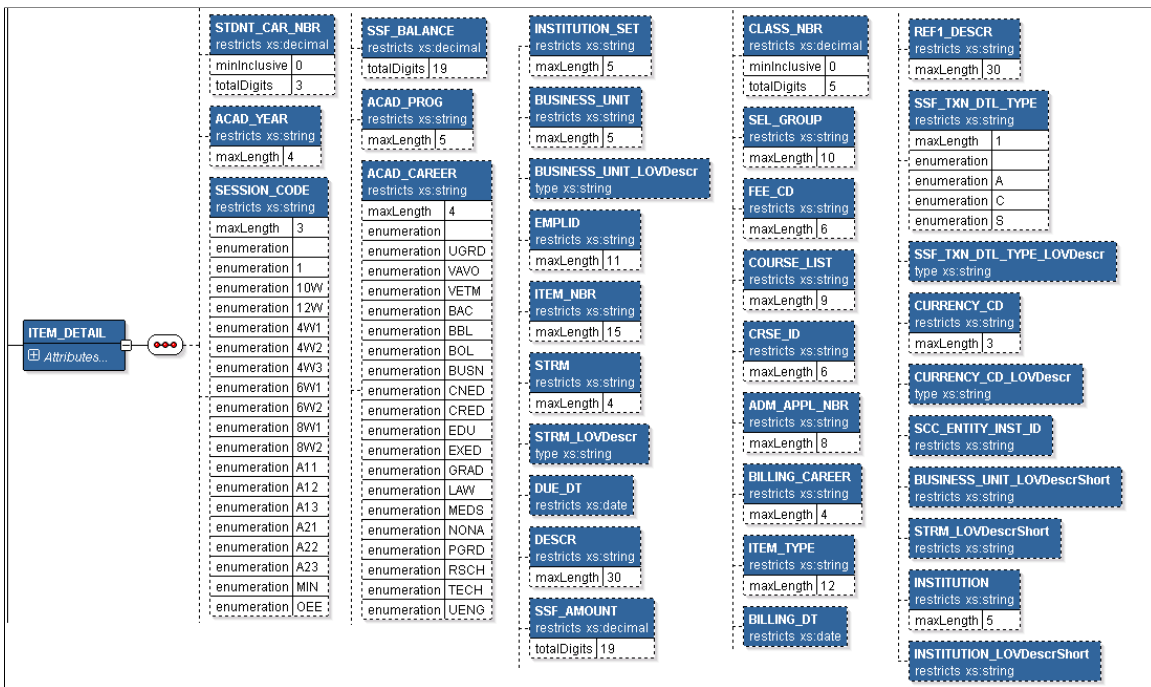 ITEM_DETAIL
Attributes...
STDNT_CAR_NBR
restricts xs:decimal
minInclusive 0
totalDigits 3
ACAD_YEAR
restricts xs:string
maxLength 4
SESSION_CODE
restricts xs:string
maxLength 3
enumeration
enumeration 1
enumeration 10W
enumeration 12W
enumeration 4W1
enumeration 4W2
enumeration 4W3
enumeration 6W1
enumeration 6W2
enumeration 8W1
enumeration 8W2
enumeration A11
enumeration A12
enumeration A13
enumeration A21
enumeration A22
enumeration A23
enumeration MIN
enumeration OEE
SSF_BALANCE
restricts xs:decimal
totalDigits 19
ACAD_PROG
restricts xs:string
maxLength 5
ACAD_CAREER
restricts xs:string
maxLength 4
enumeration
enumeration UGRD
enumeration VAVO
enumeration VETM
enumeration BAC
enumeration BBL
enumeration BOL
enumeration BUSN
enumeration CNED
enumeration CRED
enumeration EDU
enumeration EXED
enumeration GRAD
enumeration LAW
enumeration MEDS
enumeration NONA
enumeration PGRD
enumeration RSCH
enumeration TECH
enumeration UENG
INSTITUTION_SET
restricts xs:string
maxLength 5
BUSINESS_UNIT
restricts xs:string
maxLength 5
BUSINESS_UNIT_LOVDescr
type xs:string
EMPLID
restricts xs:string
maxLength 11
ITEM_NBR
restricts xs:string
maxLength 15
STRM
restricts xs:string
maxLength 4
STRM_LOVDescr
type xs:string
DUE_DT
restricts xs:date
DESCR
restricts xs:string
maxLength 30
SSF_AMOUNT
restricts xs:decimal
totalDigits 19
CLASS_NBR
restricts xs:decimal
minInclusive 0
totalDigits 5
SEL_GROUP
restricts xs:string
maxLength 10
FEE_CD
restricts xs:string
maxLength 6
COURSE_LIST
restricts xs:string
maxLength 9
CRSE_ID
restricts xs:string
maxLength 6
ADM_APPL_NBR
restricts xs:string
maxLength 8
BILLING_CAREER
restricts xs:string
maxLength 4
ITEM_TYPE
restricts xs:string
maxLength 12
BILLING_DT
restricts xs:date
REF1_DESCR
restricts xs:string
maxLength 30
SSF_TXN_DTL_TYPE
restricts xs:string
maxLength 1
enumeration
enumeration A
enumeration C
enumeration S
SSF_TXN_DTL_TYPE_LOVDescr
type xs:string
CURRENCY_CD
restricts xs:string
maxLength 3
CURRENCY_CD_LOVDescr
type xs:string
SCC_ENTITY_INST_ID
restricts xs:string
BUSINESS_UNIT_LOVDescrShort
restricts xs:string
STRM_LOVDescrShort
restricts xs:string
INSTITUTION
restricts xs:string
maxLength 5
INSTITUTION_LOVDescrShort
restricts xs:string